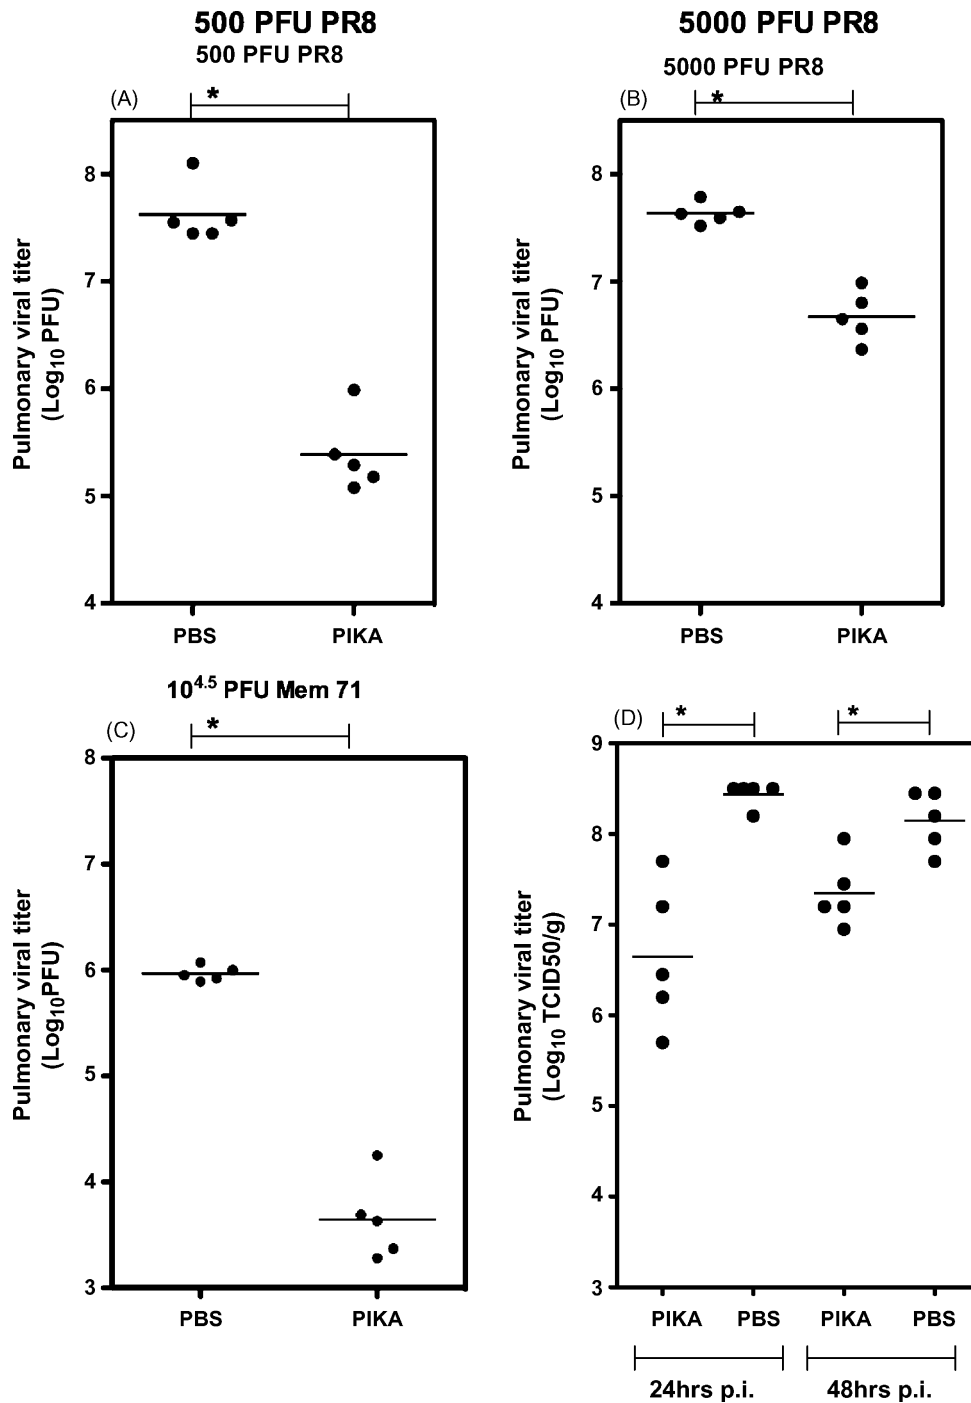 500 PFU PR8
500 PFU PR8
(A)
*
8
7
6
5
4
Pulmonary viral titer
(Log10 PFU)
PBS
PIKA
5000 PFU PR8
5000 PFU PR8
(B)
*
8
7
6
5
4
Pulmonary viral titer
(Log10 PFU)
PBS
PIKA
10^4.5 PFU Mem 71
(C)
*
8
7
6
5
4
3
Pulmonary viral titer
(Log10PFU)
PBS
PIKA
(D)
*
*
9
8
7
6
5
4
3
Pulmonary viral titer
(Log10 TCID50/g)
PIKA
PBS
PIKA
PBS
24hrs p.i.
48hrs p.i.